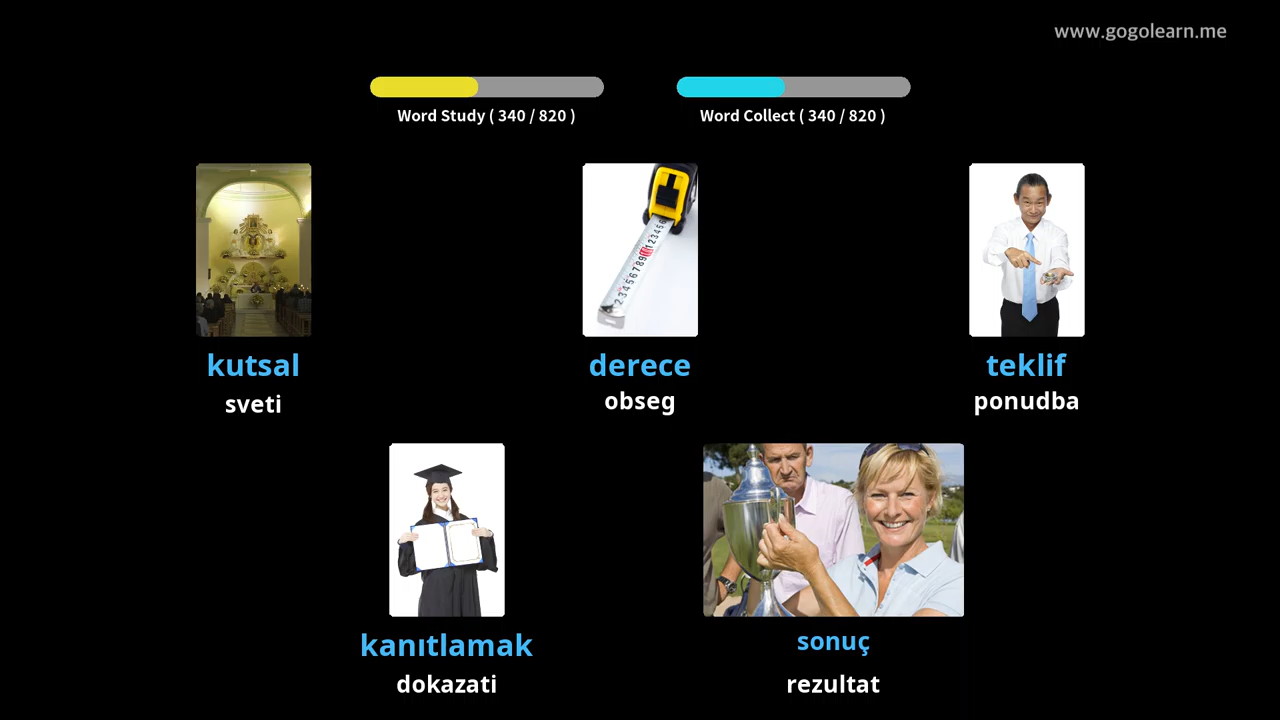 www.gogolearn.me
Word Study ( 340 / 820 )
Word Collect ( 340 / 820 )
kutsal
sveti
derece
obseg
teklif
ponudba
kanıtlamak
dokazati
sonuç
rezultat